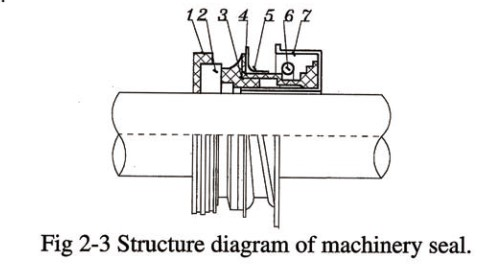 1 2 3 4 5 6 7
Fig 2-3 Structure diagram of machinery seal.